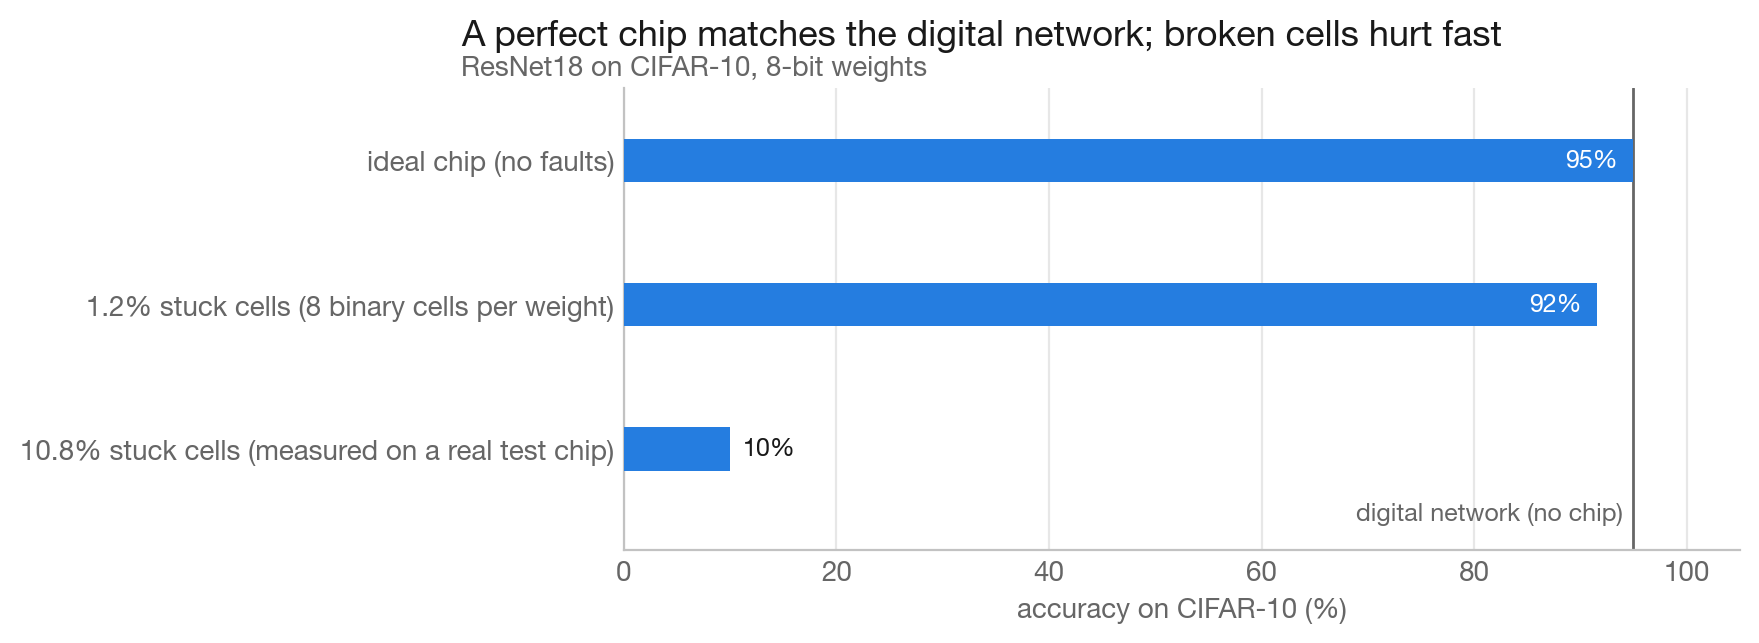 A perfect chip matches the digital network; broken cells hurt fast
ResNet18 on CIFAR-10, 8-bit weights
ideal chip (no faults)
95%
1.2% stuck cells (8 binary cells per weight)
92%
10.8% stuck cells (measured on a real test chip)
10%
digital network (no chip)
0 20 40 60 80 100
accuracy on CIFAR-10 (%)